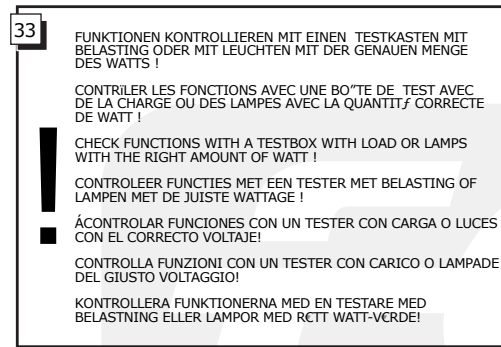 33
FUNKTIONEN KONTROLLIEREN MIT EINEN TESTKASTEN MIT
BELASTING ODER MIT LEUCHTEN MIT DER GENAUEN MENGE
DES WATTS !
CONTRïLER LES FONCTIONS AVEC UNE BO”TE DE TEST AVEC
DE LA CHARGE OU DES LAMPES AVEC LA QUANTITƒ CORRECTE
DE WATT !
CHECK FUNCTIONS WITH A TESTBOX WITH LOAD OR LAMPS
WITH THE RIGHT AMOUNT OF WATT !
CONTROLEER FUNCTIES MET EEN TESTER MET BELASTING OF
LAMPEN MET DE JUISTE WATTAGE !
ÁCONTROLAR FUNCIONES CON UN TESTER CON CARGA O LUCES
CON EL CORRECTO VOLTAJE!
CONTROLLA FUNZIONI CON UN TESTER CON CARICO O LAMPADE
DEL GIUSTO VOLTAGGIO!
KONTROLLERA FUNKTIONERNA MED EN TESTARE MED
BELASTNING ELLER LAMPOR MED R€TT WATT-V€RDE!
!